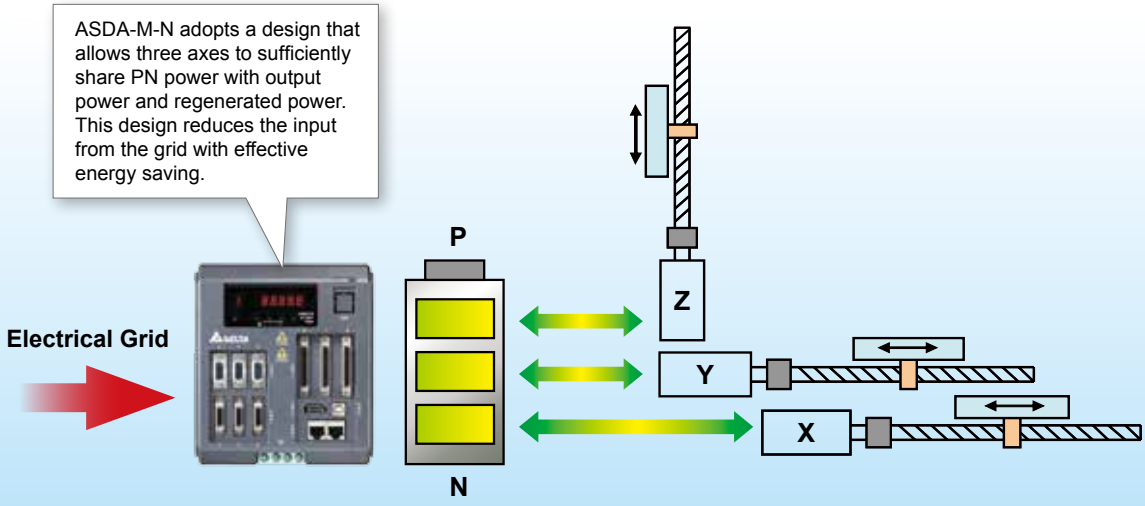 ASDA-M-N adopts a design that
allows three axes to sufficiently
share PN power with output
power and regenerated power.
This design reduces the input
from the grid with effective
energy saving.
P
Z
Electrical Grid
DELTA
Y
X
N